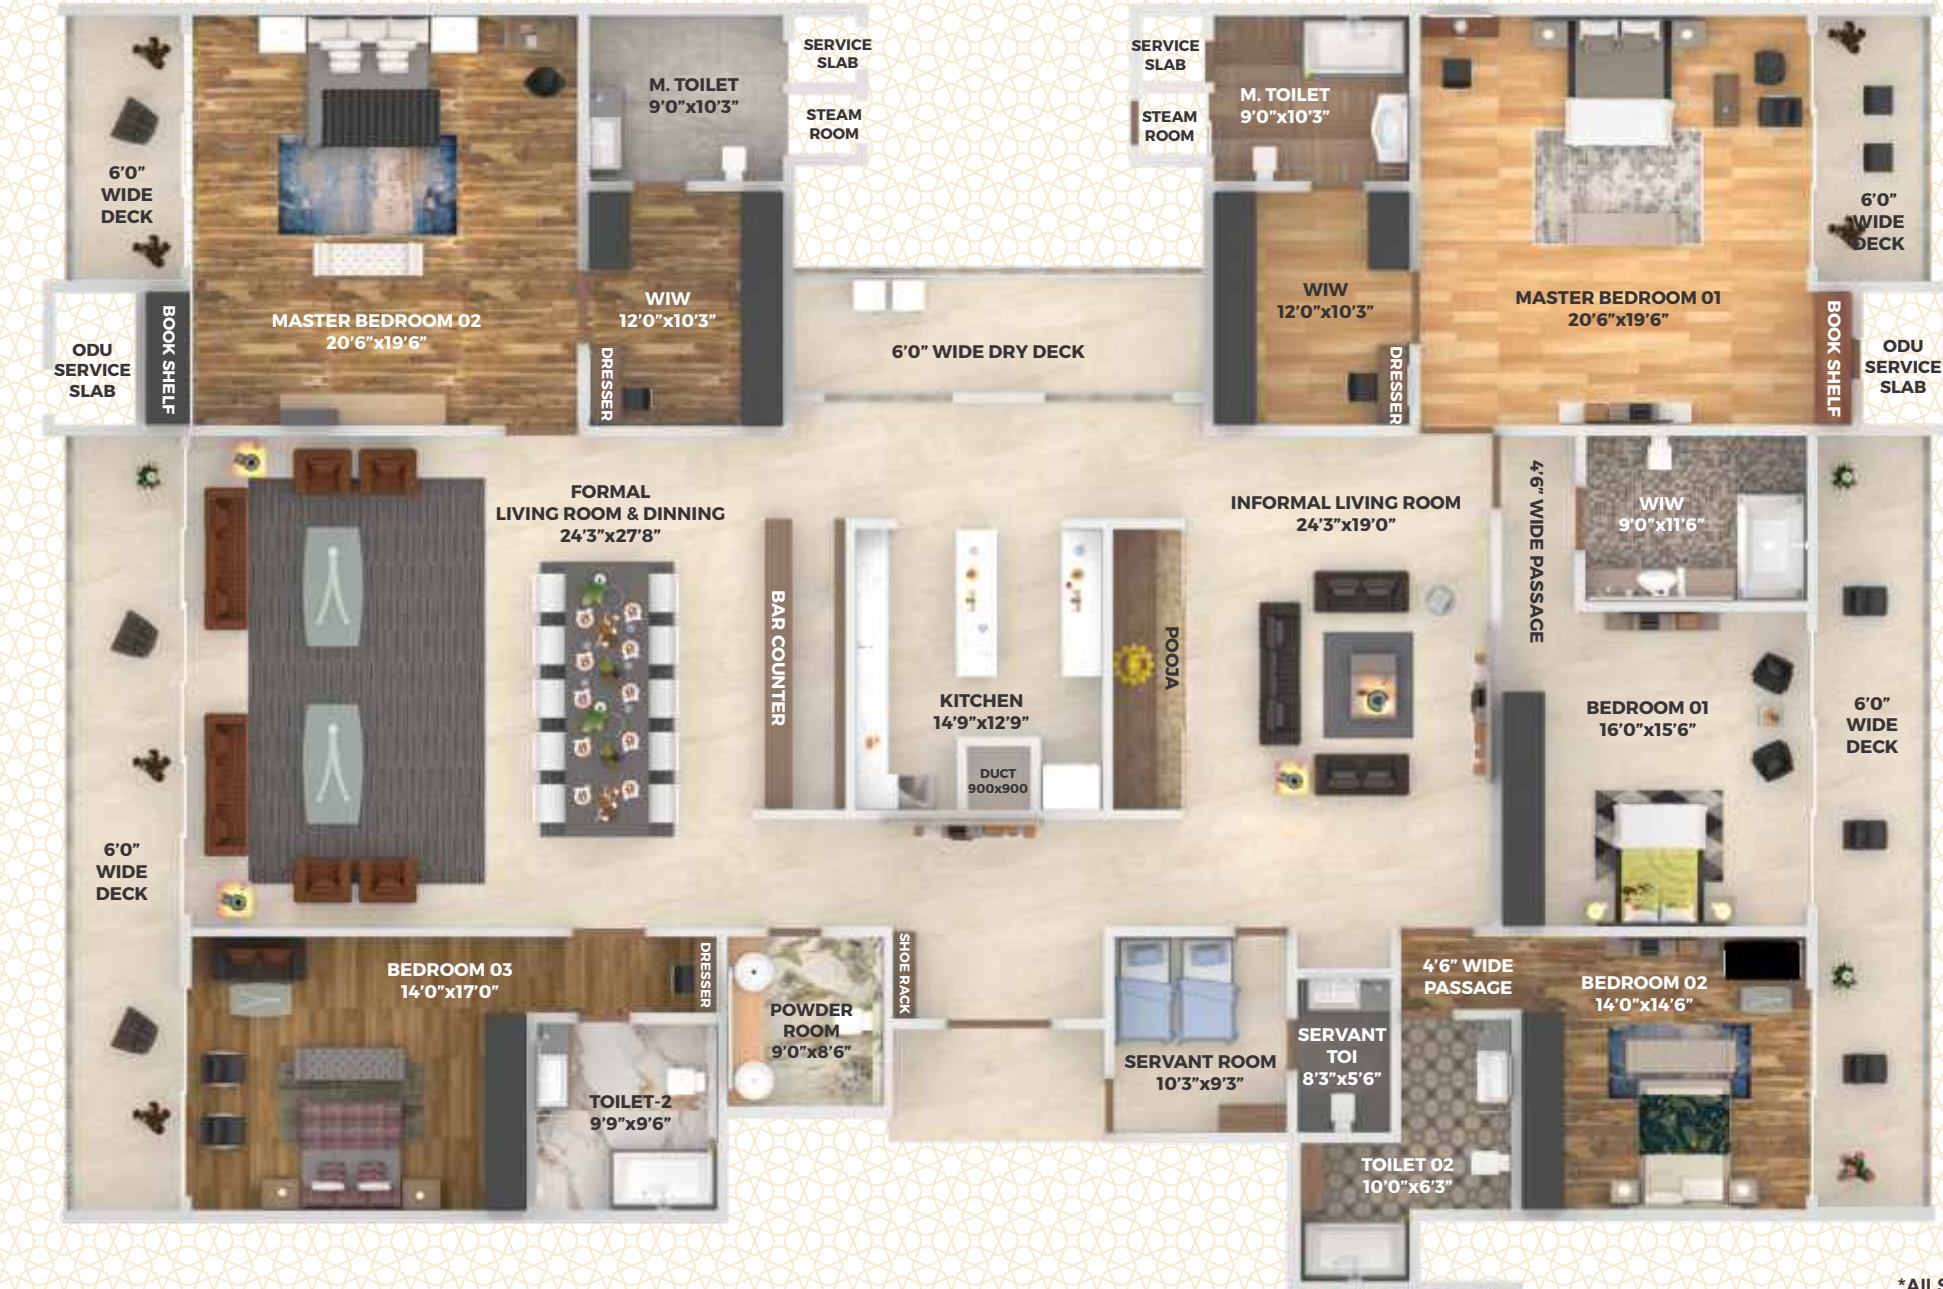 SERVICE
SLAB
STEAM
ROOM
M. TOILET
9'0"x10'3"
SERVICE
SLAB
STEAM
ROOM
M. TOILET
9'0"x10'3"
6'0"
WIDE
DECK
6'0"
WIDE
DECK
MASTER BEDROOM 02
20'6"x19'6"
WIW
12'0"x10'3"
DRESSER
6'0" WIDE DRY DECK
WIW
12'0"x10'3"
DRESSER
MASTER BEDROOM 01
20'6"x19'6"
BOOK SHELF
ODU
SERVICE
SLAB
BOOK SHELF
ODU
SERVICE
SLAB
FORMAL
LIVING ROOM & DINNING
24'3"x27'8"
BAR COUNTER
KITCHEN
14'9"x12'9"
DUCT
900x900
POOJA
INFORMAL LIVING ROOM
24'3"x19'0"
4'6" WIDE PASSAGE
WIW
9'0"x11'6"
BEDROOM 01
16'0"x15'6"
6'0"
WIDE
DECK
6'0"
WIDE
DECK
BEDROOM 03
14'0"x17'0"
DRESSER
TOILET-2
9'9"x9'6"
POWDER
ROOM
9'0"x8'6"
SHOE RACK
SERVANT ROOM
10'3"x9'3"
SERVANT
TOI
8'3"x5'6"
4'6" WIDE
PASSAGE
BEDROOM 02
14'0"x14'6"
TOILET 02
10'0"x6'3"